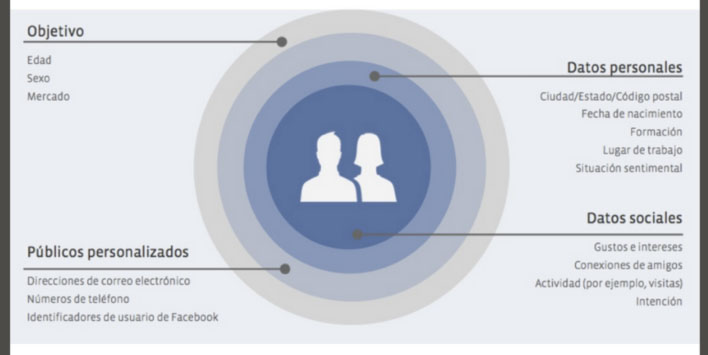 Objetivo
Edad
Sexo
Mercado
Datos personales
Ciudad/Estado/Código postal
Fecha de nacimiento
Formación
Lugar de trabajo
Situación sentimental
Datos sociales
Gustos e intereses
Conexiones de amigos
Actividad (por ejemplo, visitas)
Intención
Públicos personalizados
Direcciones de correo electrónico
Números de teléfono
Identificadores de usuario de Facebook